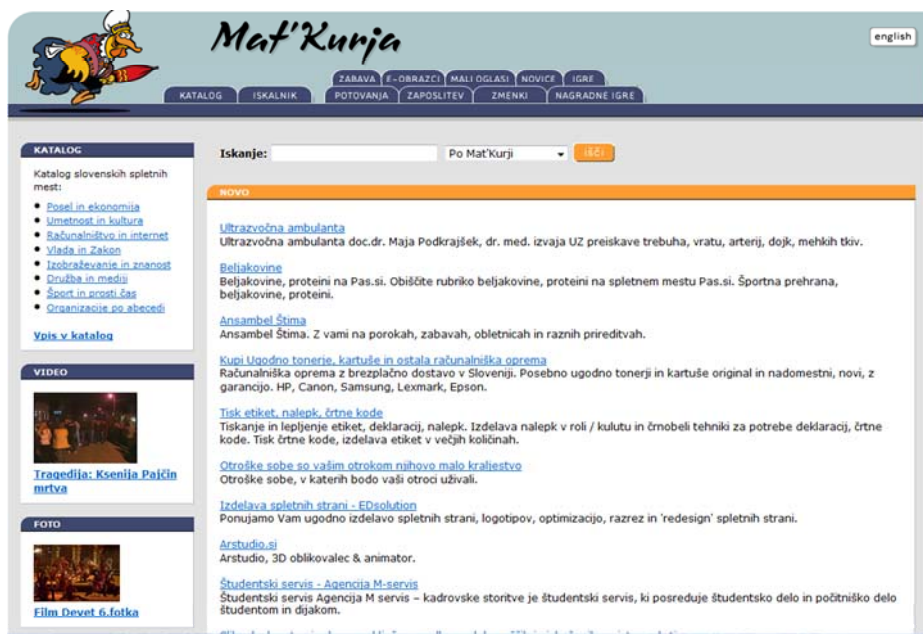 Mat'Kurja
english
ZABAVA E-OBRAZCI MALI OGLASI NOVICE IGRE
KATALOG ISKALNIK POTOVANJA ZAPOSLITEV ZMENKI NAGRADNE IGRE
KATALOG
Katalog slovenskih spletnih
mest:
Posel in ekonomija
Umetnost in kultura
Računalništvo in internet
Vlada in Zakon
Izobraževanje in znanost
Družba in mediji
Šport in prosti čas
Organizacije po abecedi
Vpis v katalog
VIDEO
Tragedija: Ksenija Pajčin
mrtva
FOTO
Film Devet 6.fotka
Iskanje: Po Mat'Kurji išči
NOVO
Ultrazvočna ambulanta
Ultrazvočna ambulanta doc.dr. Maja Podkrajšek, dr. med. izvaja UZ preiskave trebuha, vratu, arterij, dojk, mehkih tkiv.
Beljakovine
Beljakovine, proteini na Pas.si. Obiščite rubriko beljakovine, proteini na spletnem mestu Pas.si. Športna prehrana,
beljakovine, proteini.
Ansambel Štima
Ansambel Štima. Z vami na porokah, zabavah, obletnicah in raznih prireditvah.
Kupi Ugodno tonerje, kartuše in ostala računalniška oprema
Računalniška oprema z brezplačno dostavo v Sloveniji. Posebno ugodno tonerji in kartuše original in nadomestni, novi, z
garancijo. HP, Canon, Samsung, Lexmark, Epson.
Tisk etiket, nalepk, črtne kode
Tiskanje in lepljenje etiket, deklaracij, nalepk. Izdelava nalepk v roli / kulutu in črnobeli tehniki za potrebe deklaracij, črtne
kode. Tisk črtne kode, izdelava etiket v večjih količinah.
Otroške sobe so vašim otrokom njihovo malo kraljestvo
Otroške sobe, v katerih bodo vaši otroci uživali.
Izdelava spletnih strani - EDsolution
Ponujamo Vam ugodno izdelavo spletnih strani, logotipov, optimizacijo, razrez in 'redesign' spletnih strani.
Arstudio.si
Arstudio, 3D oblikovalec & animator.
Študentski servis - Agencija M-servis
Študentski servis Agencija M servis – kadrovske storitve je študentski servis, ki posreduje študentsko delo in počitniško delo
študentom in dijakom.